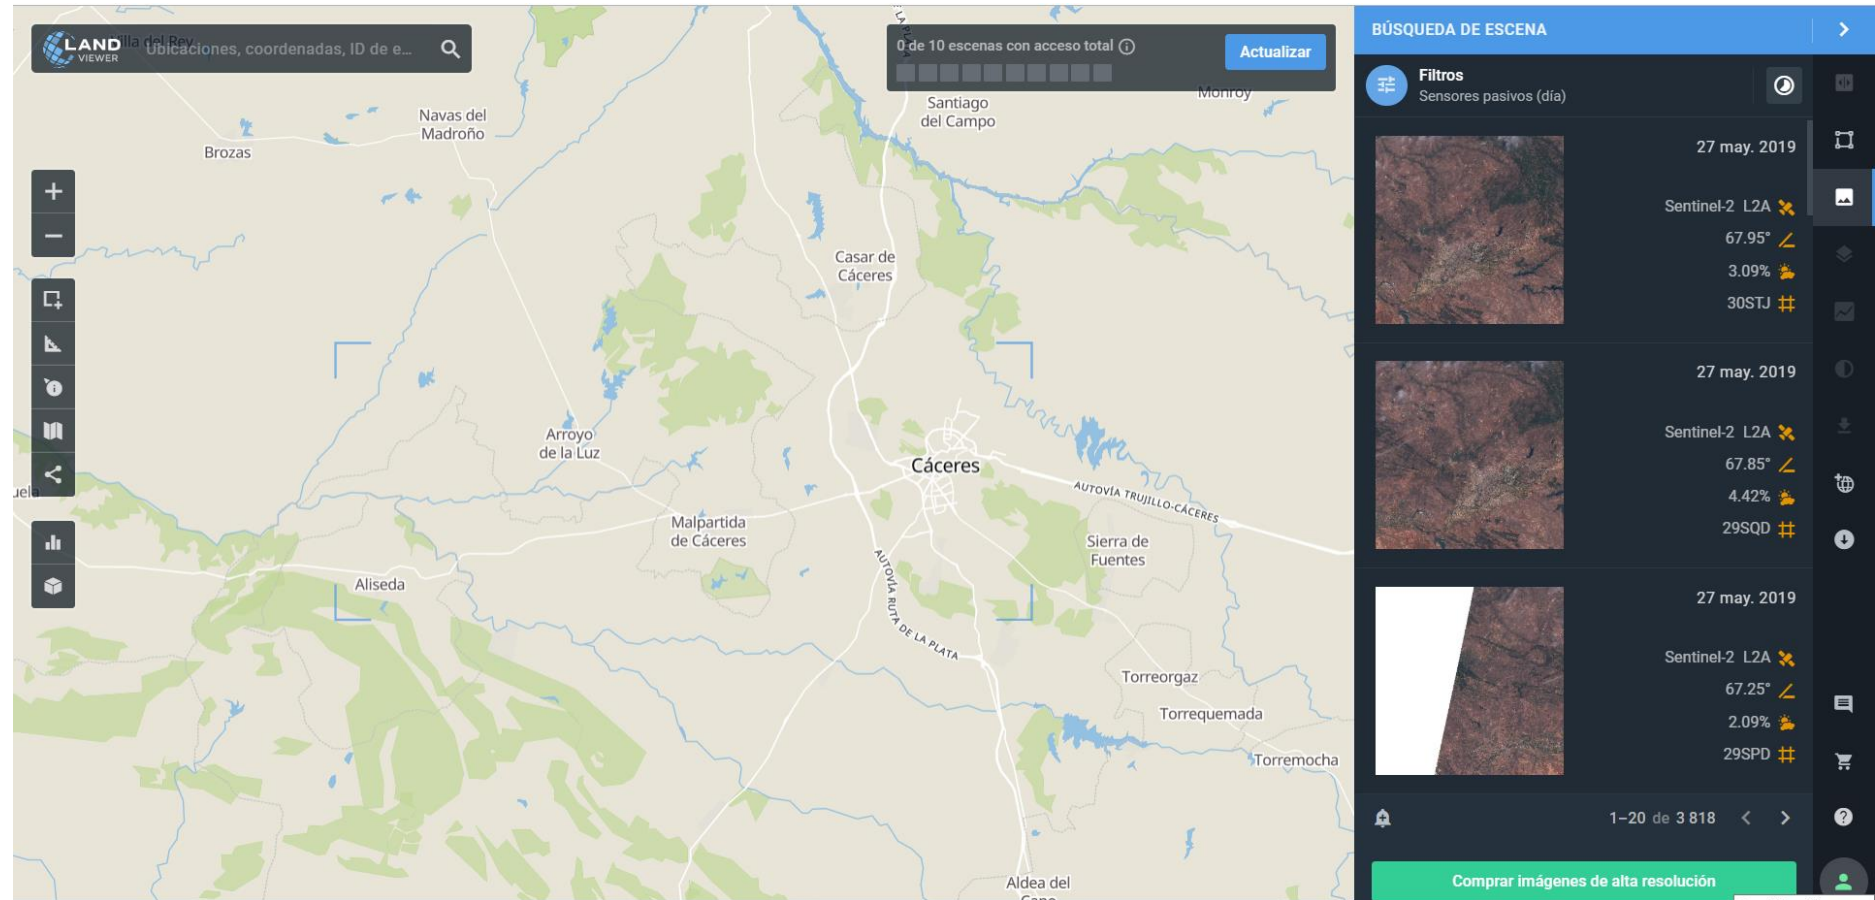 LAND
VIEWER
Villa del Rey
Ubicaciones, coordenadas, ID de e...
0 de 10 escenas con acceso total
Actualizar
Navas del
Madroño
Brozas
Santiago
del Campo
Monroy
Casar de
Cáceres
Arroyo
de la Luz
Cáceres
AUTOVÍA TRUJILLO-CÁCERES
Malpartida
de Cáceres
Sierra de
Fuentes
AUTOVÍA RUTA DE LA PLATA
Aliseda
Torreorgaz
Torrequemada
Torremocha
Aldea del
Cano
BÚSQUEDA DE ESCENA
Filtros
Sensores pasivos (día)
27 may. 2019
Sentinel-2 L2A
67.95°
3.09%
30STJ
27 may. 2019
Sentinel-2 L2A
67.85°
4.42%
29SQD
27 may. 2019
Sentinel-2 L2A
67.25°
2.09%
29SPD
1–20 de 3 818
Comprar imágenes de alta resolución